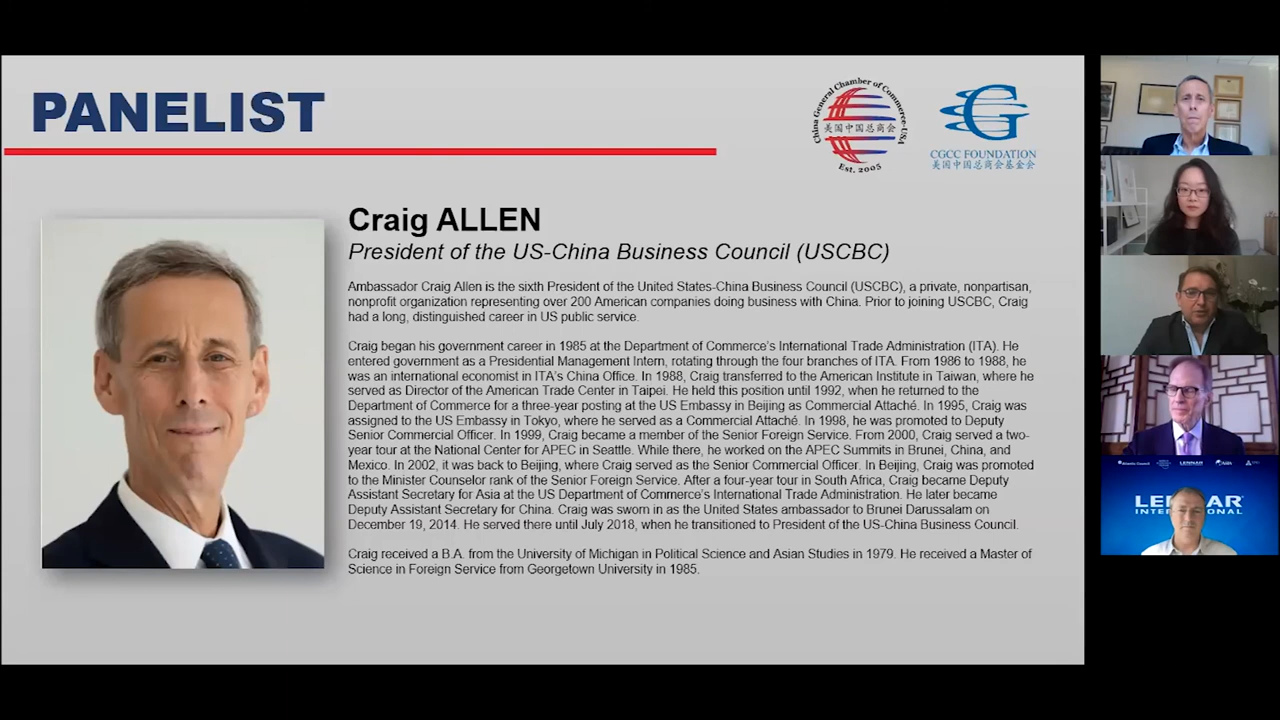 PANELIST
China General Chamber of Commerce-USA
美国中国总商会
Est. 2005
CGCC FOUNDATION
美国中国总商会基金会
Craig ALLEN
President of the US-China Business Council (USCBC)
Ambassador Craig Allen is the sixth President of the United States-China Business Council (USCBC), a private, nonpartisan,
nonprofit organization representing over 200 American companies doing business with China. Prior to joining USCBC, Craig
had a long, distinguished career in US public service.
Craig began his government career in 1985 at the Department of Commerce's International Trade Administration (ITA). He
entered government as a Presidential Management Intern, rotating through the four branches of ITA. From 1986 to 1988, he
was an international economist in ITA's China Office. In 1988, Craig transferred to the American Institute in Taiwan, where he
served as Director of the American Trade Center in Taipei. He held this position until 1992, when he returned to the
Department of Commerce for a three-year posting at the US Embassy in Beijing as Commercial Attaché. In 1995, Craig was
assigned to the US Embassy in Tokyo, where he served as a Commercial Attaché. In 1998, he was promoted to Deputy
Senior Commercial Officer. In 1999, Craig became a member of the Senior Foreign Service. From 2000, Craig served a two-
year tour at the National Center for APEC in Seattle. While there, he worked on the APEC Summits in Brunei, China, and
Mexico. In 2002, it was back to Beijing, where Craig served as the Senior Commercial Officer. In Beijing, Craig was promoted
to the Minister Counselor rank of the Senior Foreign Service. After a four-year tour in South Africa, Craig became Deputy
Assistant Secretary for Asia at the US Department of Commerce's International Trade Administration. He later became
Deputy Assistant Secretary for China. Craig was sworn in as the United States ambassador to Brunei Darussalam on
December 19, 2014. He served there until July 2018, when he transitioned to President of the US-China Business Council.
Craig received a B.A. from the University of Michigan in Political Science and Asian Studies in 1979. He received a Master of
Science in Foreign Service from Georgetown University in 1985.
Atlantic Council
LENNAR
INTERNATIONAL